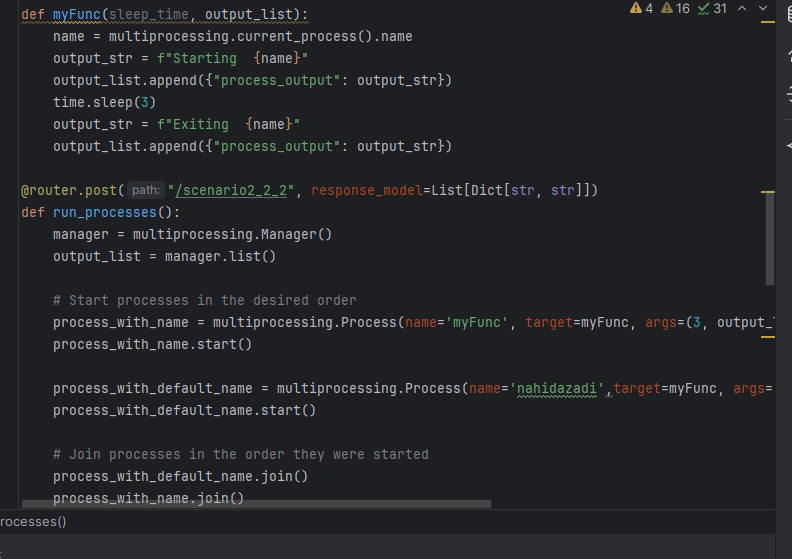 4 16 31
def myFunc(sleep_time, output_list):
    name = multiprocessing.current_process().name
    output_str = f"Starting  {name}"
    output_list.append({"process_output": output_str})
    time.sleep(3)
    output_str = f"Exiting  {name}"
    output_list.append({"process_output": output_str})
@router.post( path: "/scenario2_2_2", response_model=List[Dict[str, str]])
def run_processes():
    manager = multiprocessing.Manager()
    output_list = manager.list()
    # Start processes in the desired order
    process_with_name = multiprocessing.Process(name='myFunc', target=myFunc, args=(3, output_
    process_with_name.start()
    process_with_default_name = multiprocessing.Process(name='nahidazadi',target=myFunc, args=
    process_with_default_name.start()
    # Join processes in the order they were started
    process_with_default_name.join()
    process_with_name.join()
rocesses()